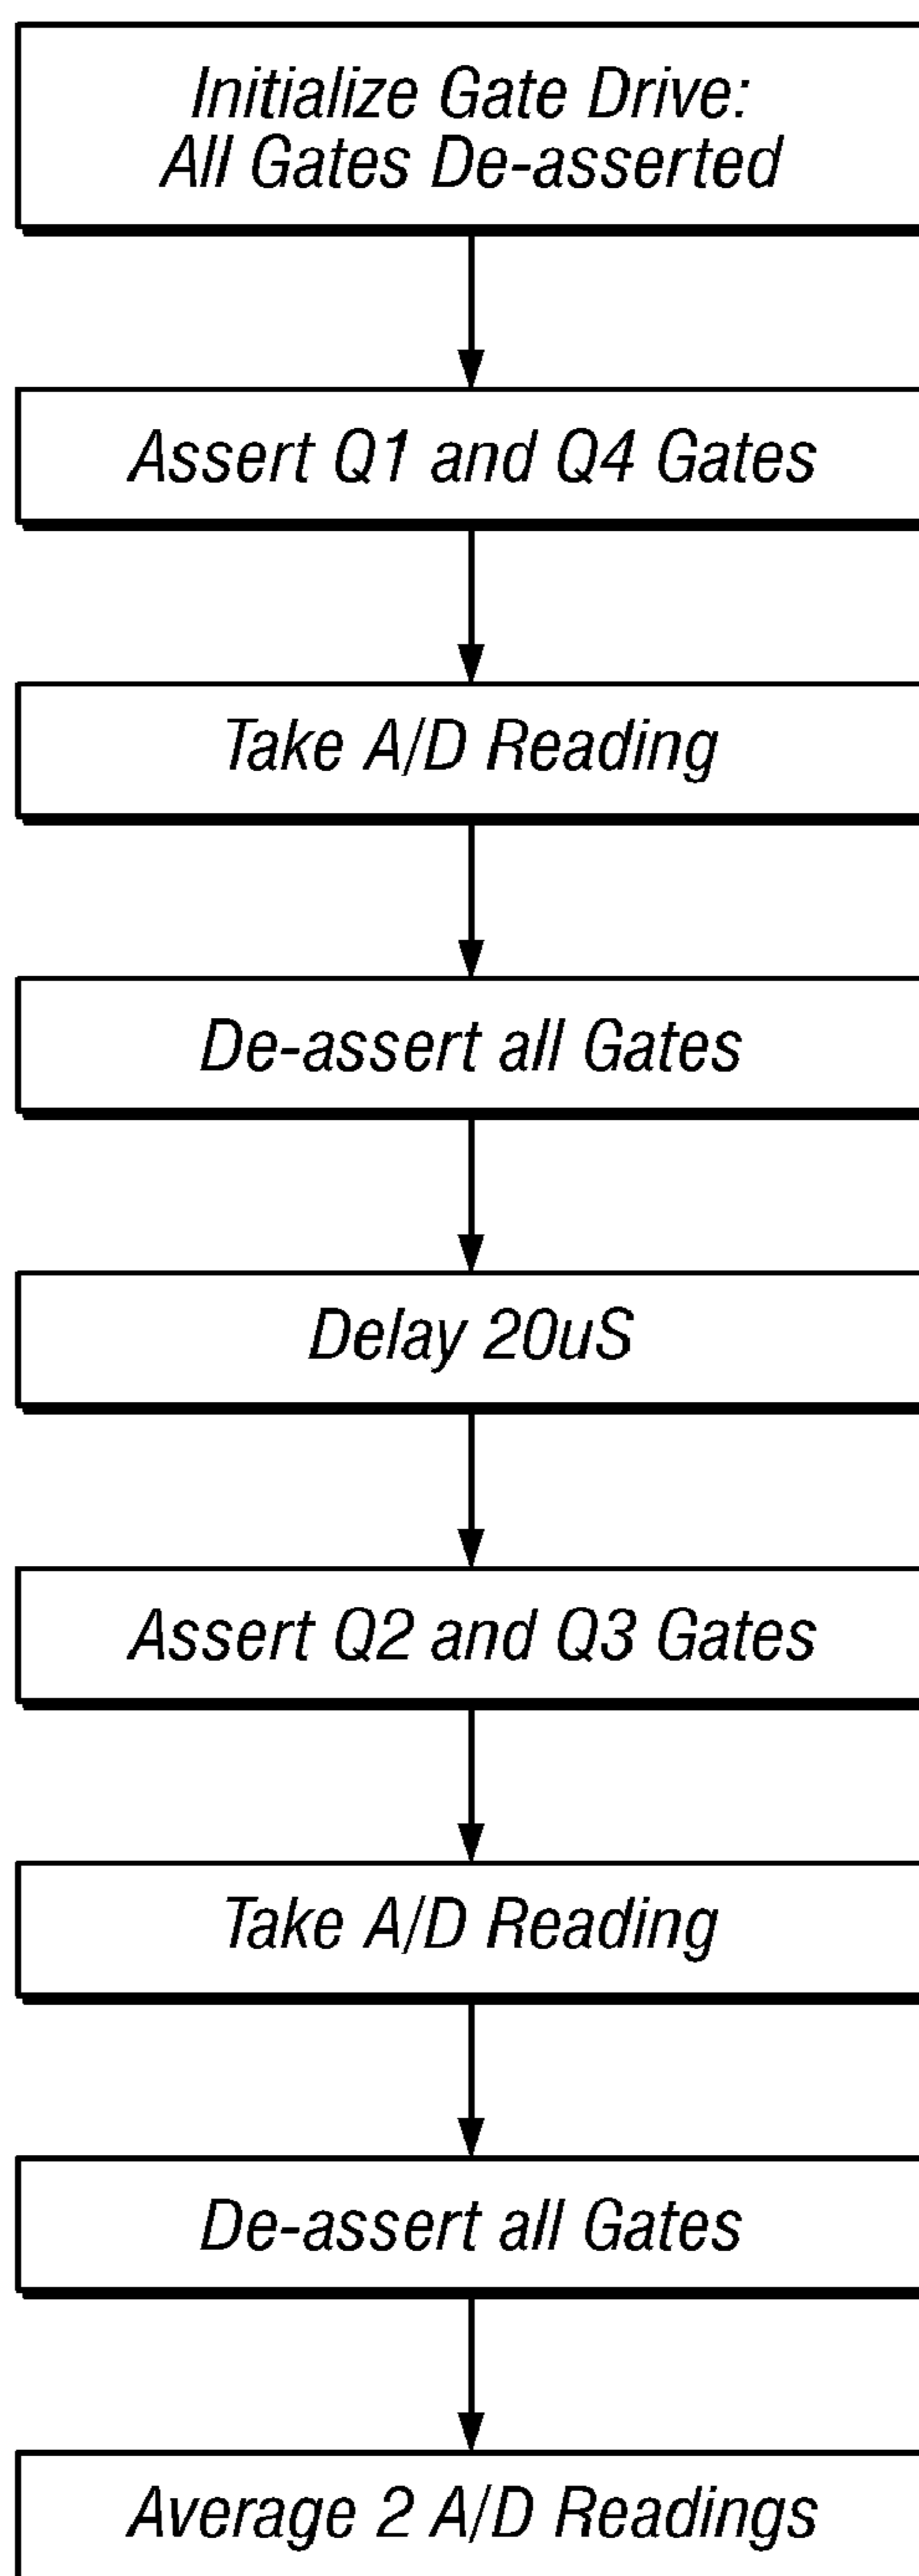 Initialize Gate Drive:
All Gates De-asserted
Assert Q1 and Q4 Gates
Take A/D Reading
De-assert all Gates
Delay 20uS
Assert Q2 and Q3 Gates
Take A/D Reading
De-assert all Gates
Average 2 A/D Readings